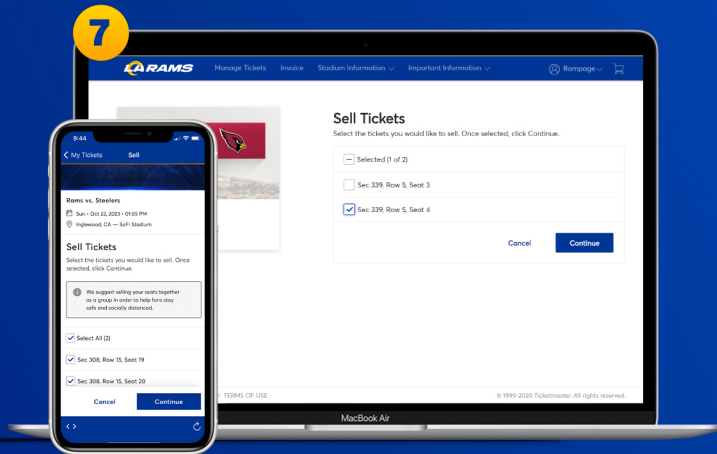 7
RAMS
Manage Tickets Invoice Stadium Information Important Information Rampage
Sell Tickets
Select the tickets you would like to sell. Once selected, click Continue.
Selected (1 of 2)
Sec 339, Row 5, Seat 3
Sec 339, Row 5, Seat 4
Cancel Continue
TERMS OF USE
© 1999-2020 Ticketmaster. All rights reserved.
MacBook Air
9:44
My Tickets Sell
Rams vs. Steelers
Sun • Oct 22, 2023 • 01:05 PM
Inglewood, CA — SoFi Stadium
Sell Tickets
Select the tickets you would like to sell. Once
selected, click Continue.
We suggest selling your seats together
as a group in order to help fans stay
safe and socially distanced.
Select All (2)
Sec 308, Row 15, Seat 19
Sec 308, Row 15, Seat 20
Cancel Continue